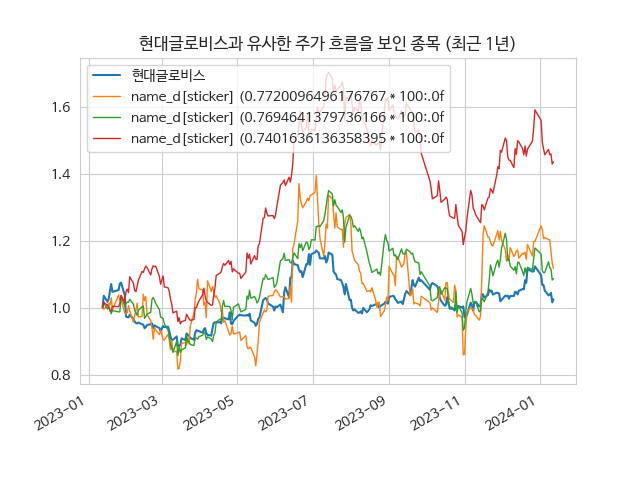 현대글로비스과 유사한 주가 흐름을 보인 종목 (최근 1년)
현대글로비스
name_d[sticker] (0.7720096496176767 * 100:.0f
name_d[sticker] (0.7694641379736166 * 100:.0f
name_d[sticker] (0.7401636136358395 * 100:.0f
1.6
1.4
1.2
1.0
0.8
2023-01
2023-03
2023-05
2023-07
2023-09
2023-11
2024-01